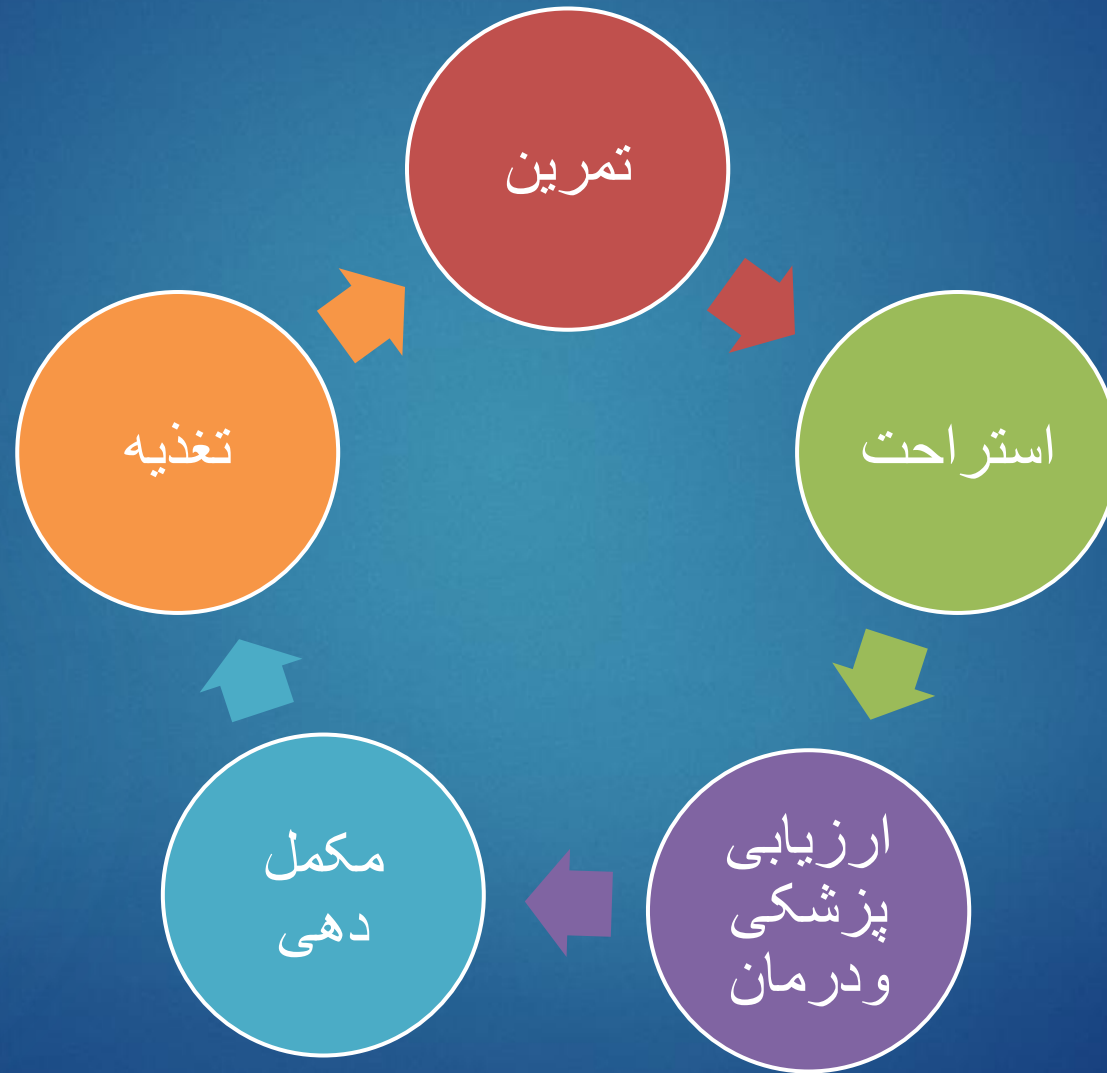 تمرین
استراحت
ارزیابی
پزشکی
ودرمان
مکمل
دهی
تغذیه